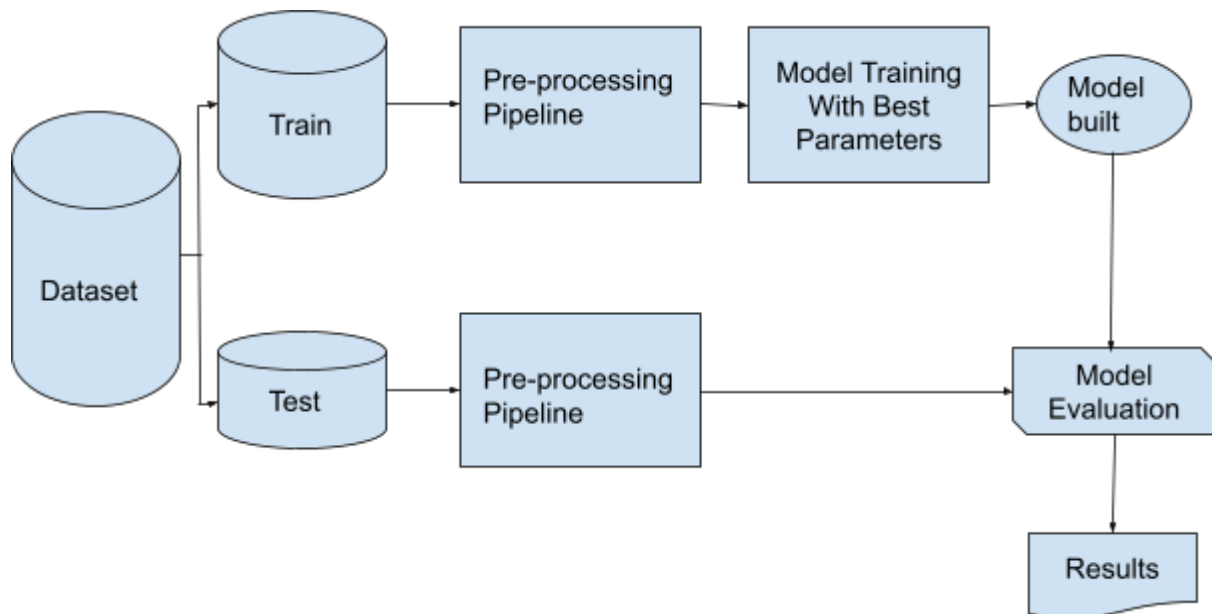 Train
Pre-processing
Pipeline
Model Training
With Best
Parameters
Model
built
Dataset
Test
Pre-processing
Pipeline
Model
Evaluation
Results